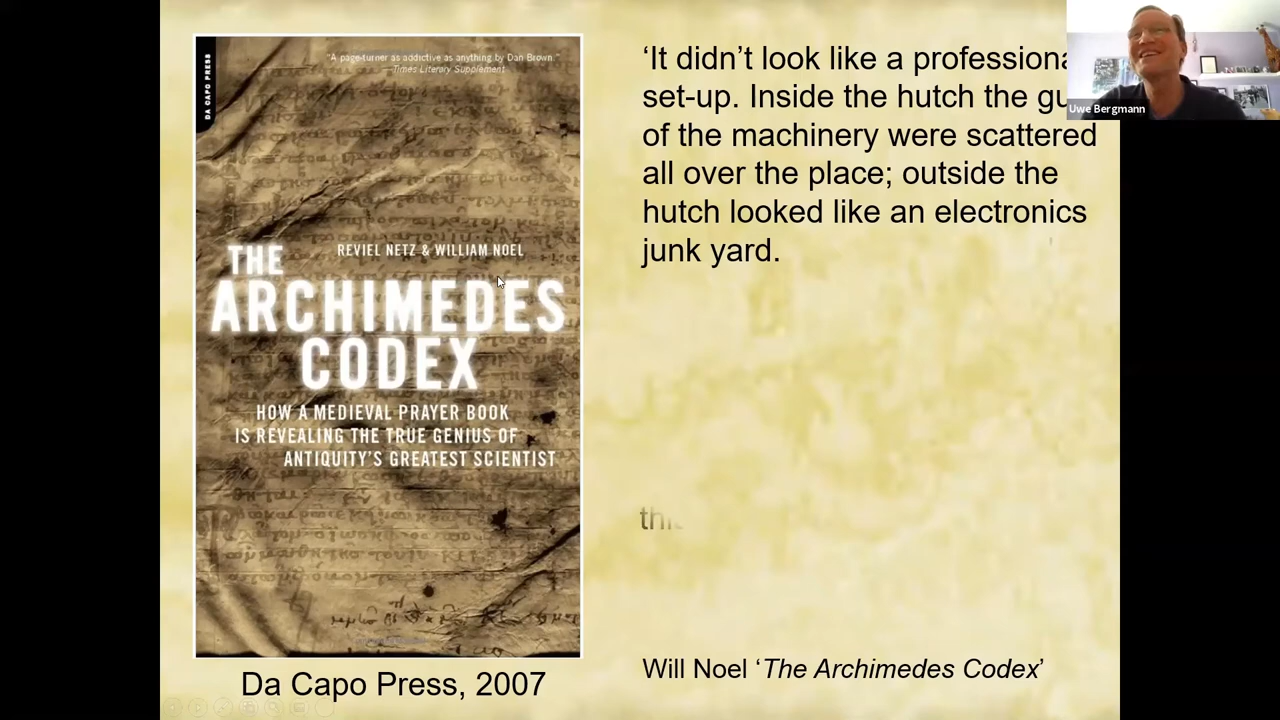 DA CAPO PRESS
"A page-turner as addictive as anything by Dan Brown."
—Times Literary Supplement
REVIEL NETZ & WILLIAM NOEL
THE
ARCHIMEDES
CODEX
HOW A MEDIEVAL PRAYER BOOK
IS REVEALING THE TRUE GENIUS OF
ANTIQUITY'S GREATEST SCIENTIST
Da Capo Press, 2007
‘It didn’t look like a professiona
set-up. Inside the hutch the gu
of the machinery were scattered
all over the place; outside the
hutch looked like an electronics
junk yard.
Will Noel ‘The Archimedes Codex’
Uwe Bergmann